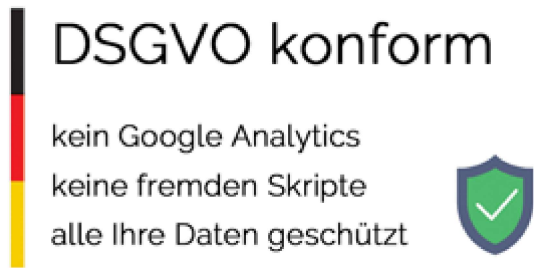 DSGVO konform
kein Google Analytics
keine fremden Skripte
alle Ihre Daten geschützt